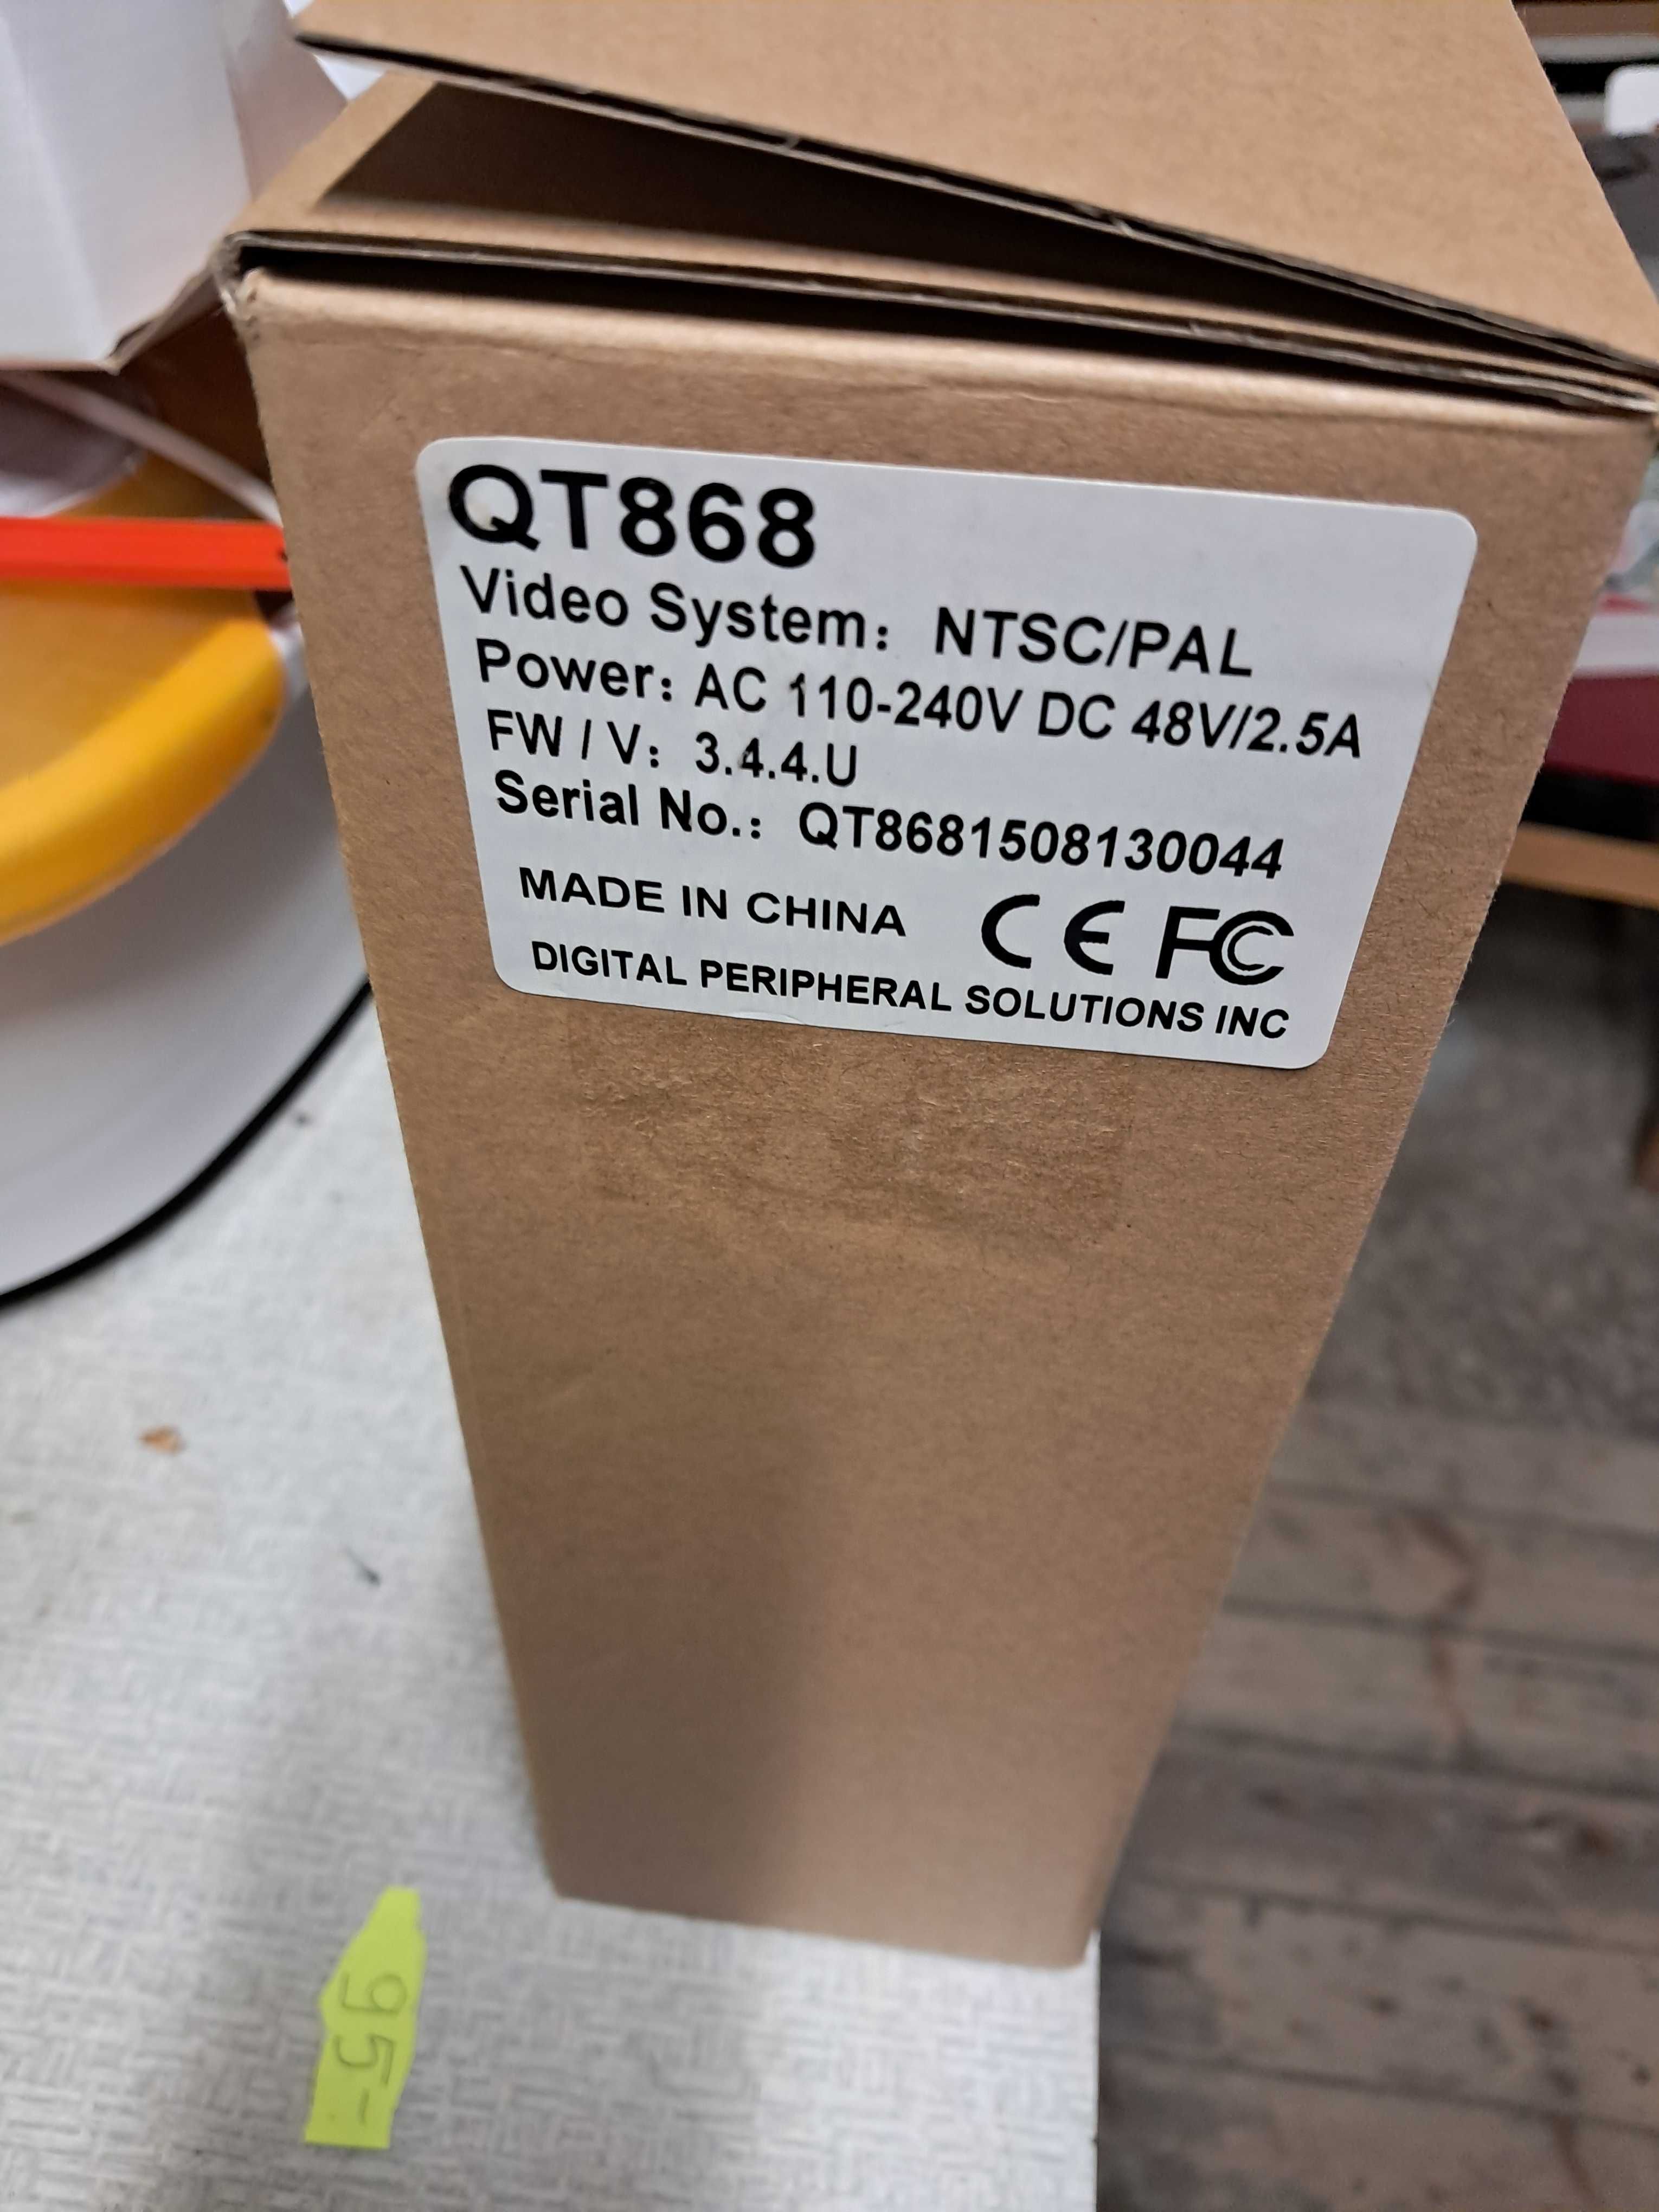 QT868
Video System: NTSC/PAL
Power: AC 110-240V DC 48V/2.5A
FW / V: 3.4.4.U
Serial No.: QT8681508130044
MADE IN CHINA CE FC
DIGITAL PERIPHERAL SOLUTIONS INC
95-